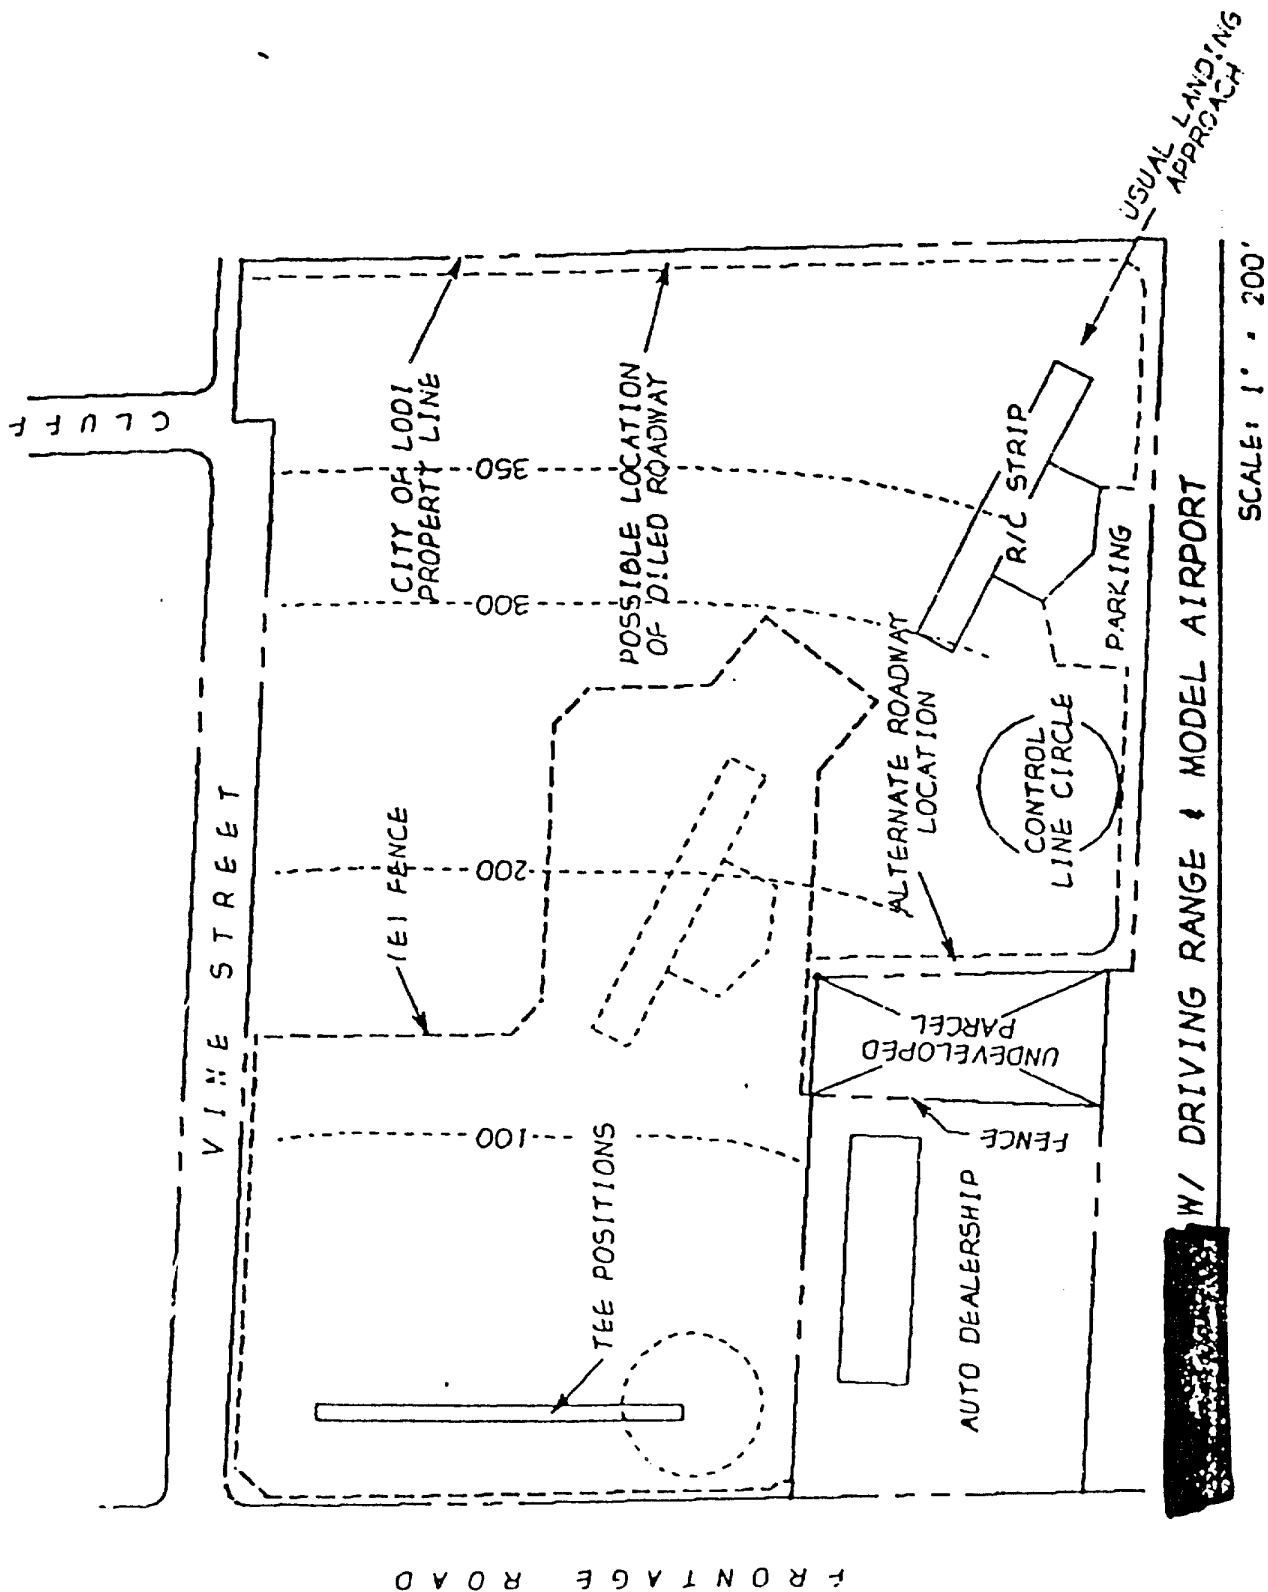 FRONTAGE ROAD
VINE STREET
CLUFF
(E) FENCE
CITY OF LODI
PROPERTY LINE
POSSIBLE LOCATION
OF OILED ROADWAY
350
300
200
100
TEE POSITIONS
ALTERNATE ROADWAY
LOCATION
R/C STRIP
USUAL LANDING
APPROACH
CONTROL
LINE CIRCLE
PARKING
UNDEVELOPED
PARCEL
FENCE
AUTO DEALERSHIP
W/ DRIVING RANGE & MODEL AIRPORT
SCALE: 1" = 200'